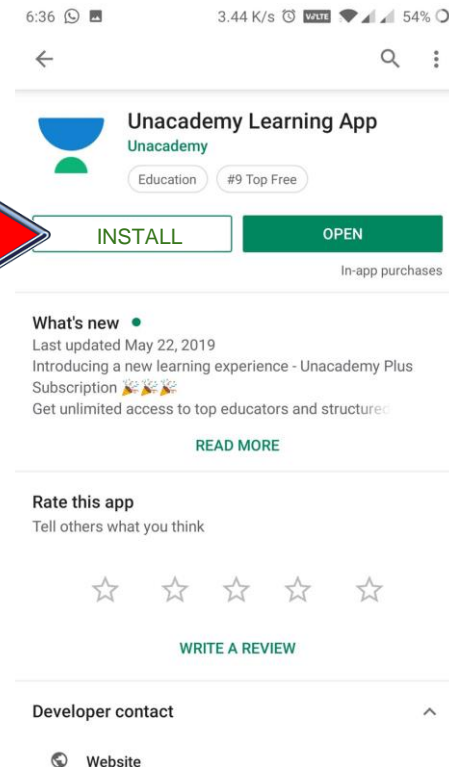 6:36 3.44 K/s VoLTE 54%
Unacademy Learning App
Unacademy
Education #9 Top Free
INSTALL OPEN
In-app purchases
What's new
Last updated May 22, 2019
Introducing a new learning experience - Unacademy Plus
Subscription 🎉🎉🎉
Get unlimited access to top educators and structured
READ MORE
Rate this app
Tell others what you think
WRITE A REVIEW
Developer contact
Website